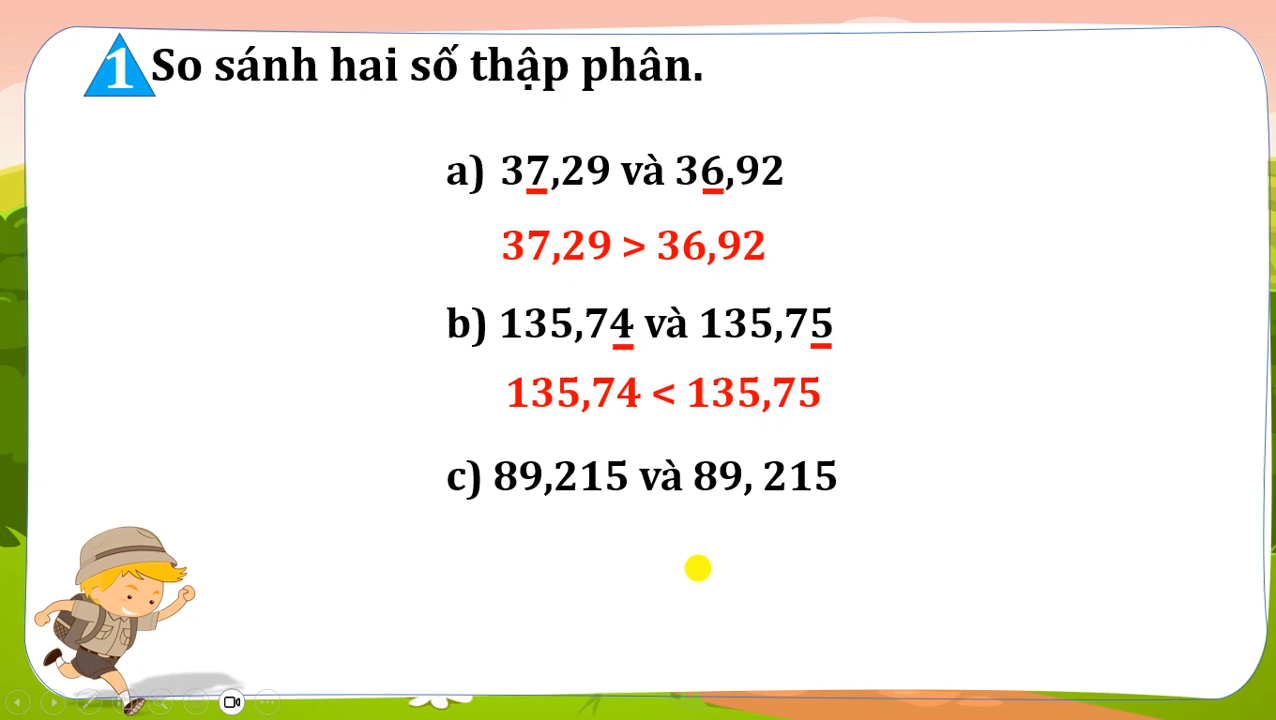 1 So sánh hai số thập phân.
a) 37,29 và 36,92
37,29 > 36,92
b) 135,74 và 135,75
135,74 < 135,75
c) 89,215 và 89, 215